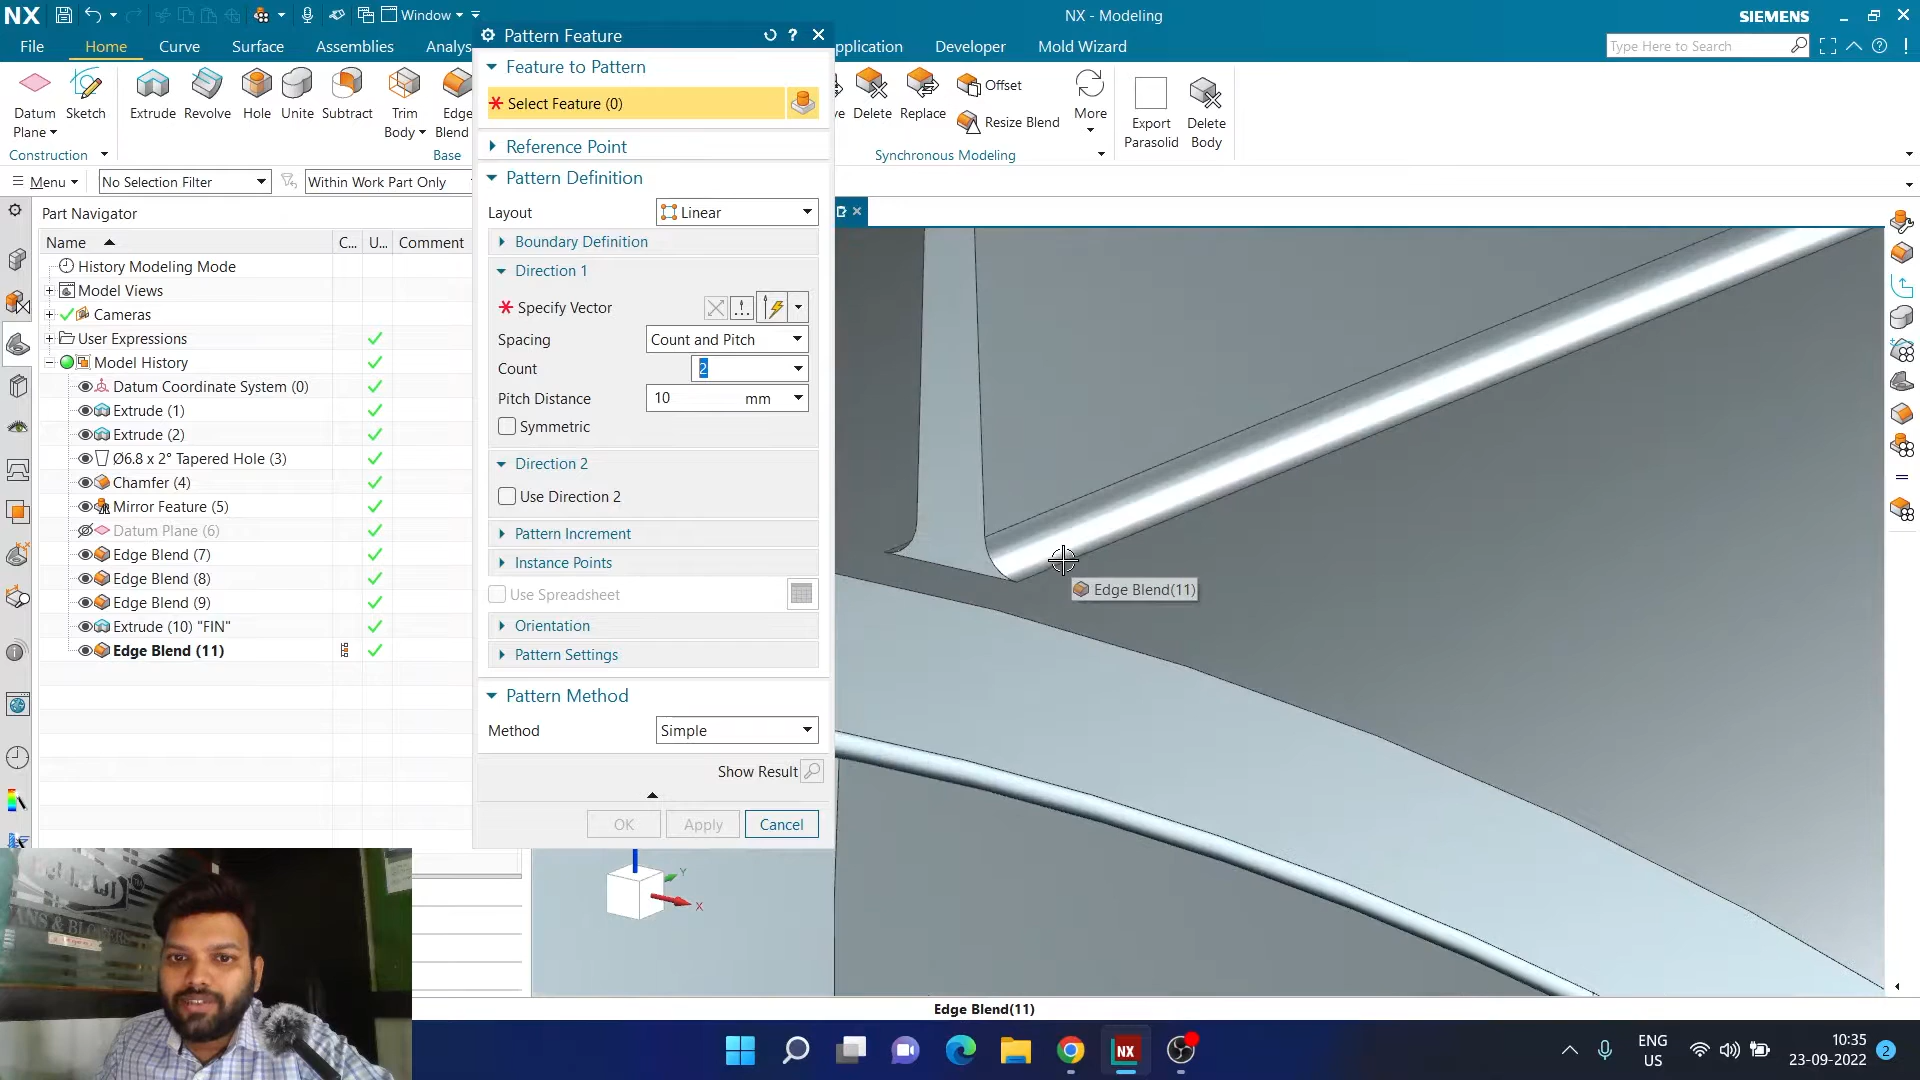 NX
Window
NX - Modeling
SIEMENS
File
Home
Curve
Surface
Assemblies
Analys
Pattern Feature
pplication
Developer
Mold Wizard
Type Here to Search
Datum
Plane
Sketch
Extrude
Revolve
Hole
Unite
Subtract
Trim
Body
Edge
Blend
Construction
Base
ve
Delete
Replace
Offset
Resize Blend
More
Export
Parasolid
Delete
Body
Synchronous Modeling
Menu
No Selection Filter
Within Work Part Only
Part Navigator
Name
C...
U...
Comment
History Modeling Mode
Model Views
Cameras
User Expressions
Model History
Datum Coordinate System (0)
Extrude (1)
Extrude (2)
Ø6.8 x 2° Tapered Hole (3)
Chamfer (4)
Mirror Feature (5)
Datum Plane (6)
Edge Blend (7)
Edge Blend (8)
Edge Blend (9)
Extrude (10) "FIN"
Edge Blend (11)
Feature to Pattern
Select Feature (0)
Reference Point
Pattern Definition
Layout
Linear
Boundary Definition
Direction 1
Specify Vector
Spacing
Count and Pitch
Count
2
Pitch Distance
10
mm
Symmetric
Direction 2
Use Direction 2
Pattern Increment
Instance Points
Use Spreadsheet
Orientation
Pattern Settings
Pattern Method
Method
Simple
Show Result
OK
Apply
Cancel
Edge Blend(11)
Y
X
Edge Blend(11)
NX
ENG
US
10:35
23-09-2022
2